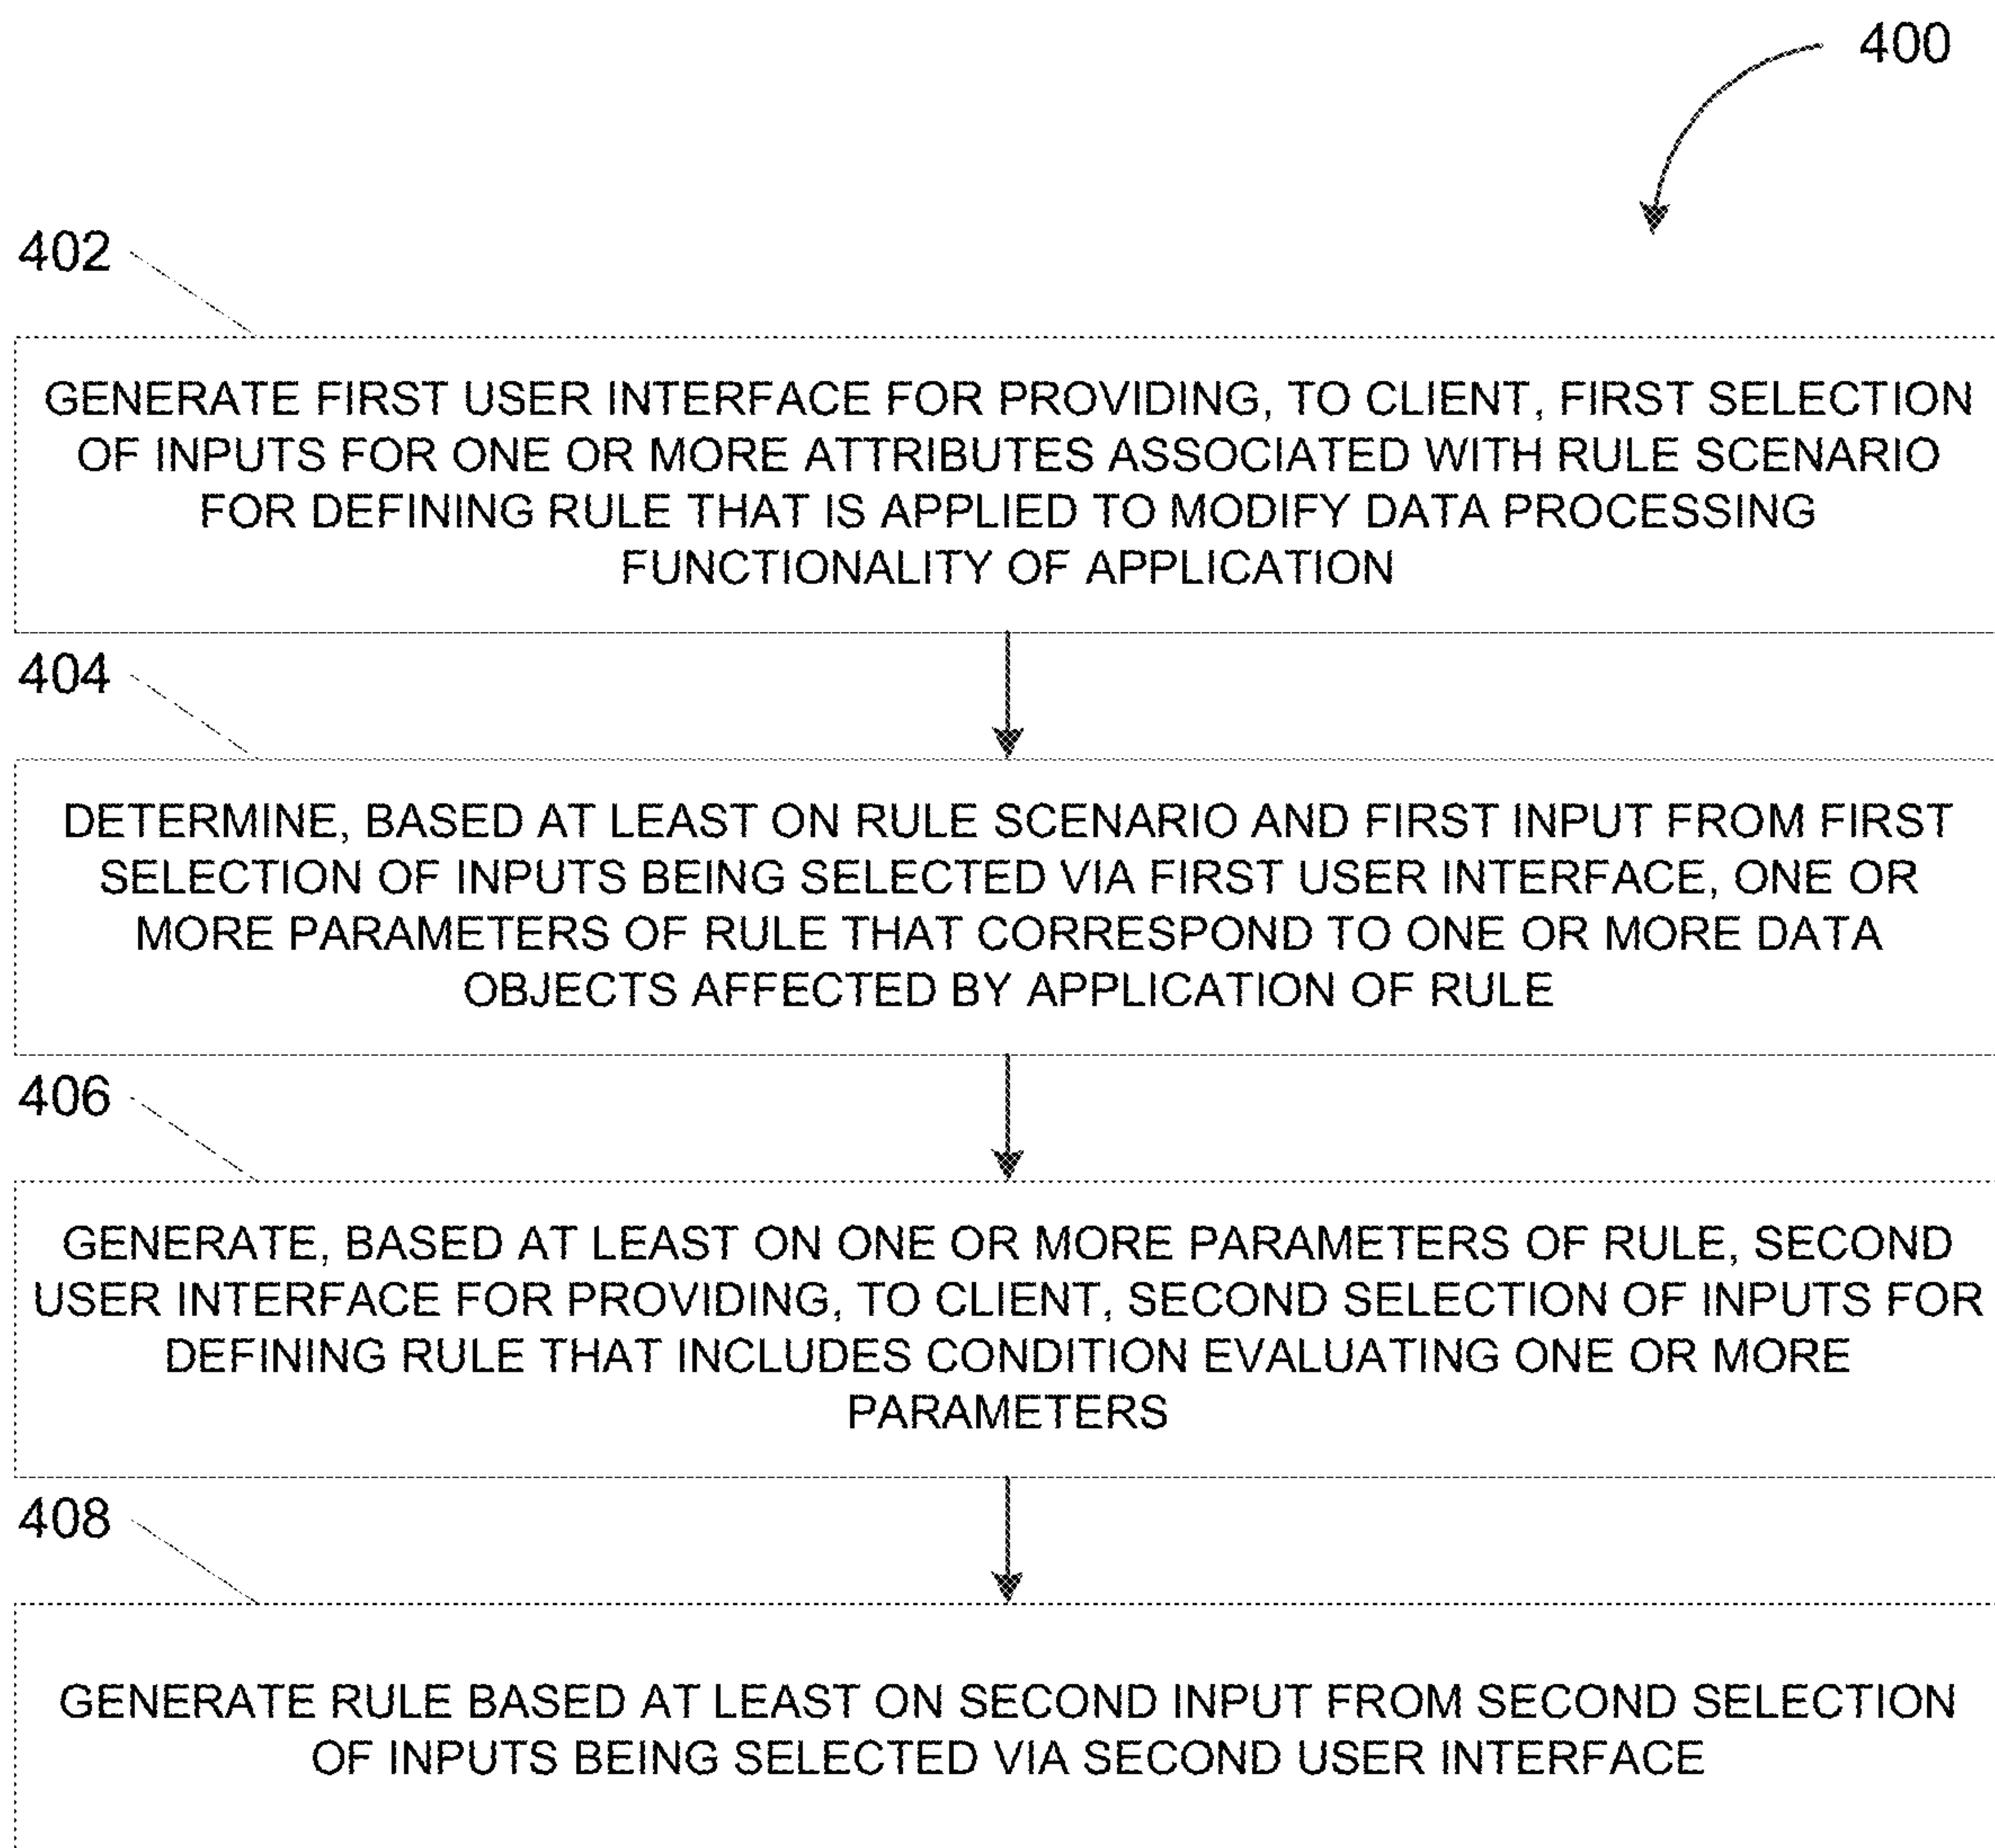 400
402
GENERATE FIRST USER INTERFACE FOR PROVIDING, TO CLIENT, FIRST SELECTION
OF INPUTS FOR ONE OR MORE ATTRIBUTES ASSOCIATED WITH RULE SCENARIO
FOR DEFINING RULE THAT IS APPLIED TO MODIFY DATA PROCESSING
FUNCTIONALITY OF APPLICATION
404
DETERMINE, BASED AT LEAST ON RULE SCENARIO AND FIRST INPUT FROM FIRST
SELECTION OF INPUTS BEING SELECTED VIA FIRST USER INTERFACE, ONE OR
MORE PARAMETERS OF RULE THAT CORRESPOND TO ONE OR MORE DATA
OBJECTS AFFECTED BY APPLICATION OF RULE
406
GENERATE, BASED AT LEAST ON ONE OR MORE PARAMETERS OF RULE, SECOND
USER INTERFACE FOR PROVIDING, TO CLIENT, SECOND SELECTION OF INPUTS FOR
DEFINING RULE THAT INCLUDES CONDITION EVALUATING ONE OR MORE
PARAMETERS
408
GENERATE RULE BASED AT LEAST ON SECOND INPUT FROM SECOND SELECTION
OF INPUTS BEING SELECTED VIA SECOND USER INTERFACE